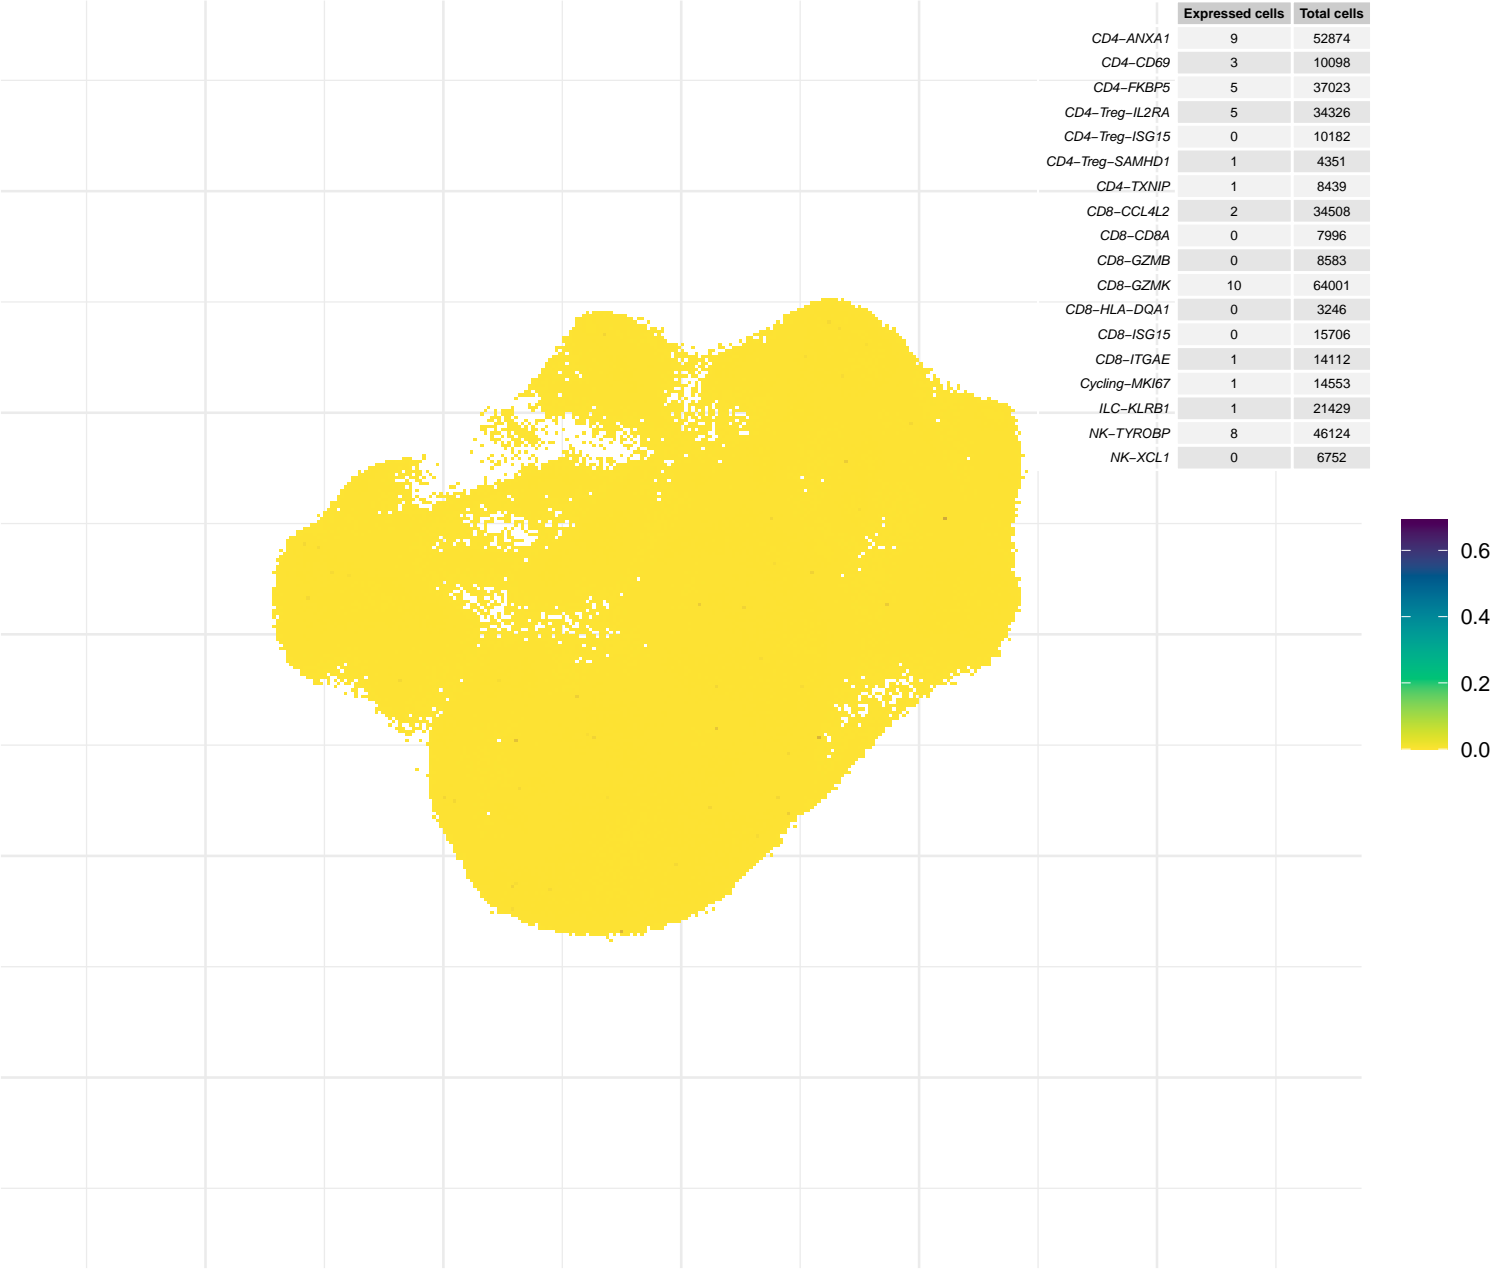 Expressed cells Total cells
CD4−ANXA1 9 52874
CD4−CD69 3 10098
CD4−FKBP5 5 37023
CD4−Treg−IL2RA 5 34326
CD4−Treg−ISG15 0 10182
CD4−Treg−SAMHD1 1 4351
CD4−TXNIP 1 8439
CD8−CCL4L2 2 34508
CD8−CD8A 0 7996
CD8−GZMB 0 8583
CD8−GZMK 10 64001
CD8−HLA−DQA1 0 3246
CD8−ISG15 0 15706
CD8−ITGAE 1 14112
Cycling−MKI67 1 14553
ILC−KLRB1 1 21429
NK−TYROBP 8 46124
NK−XCL1 0 6752
0.6
0.4
0.2
0.0